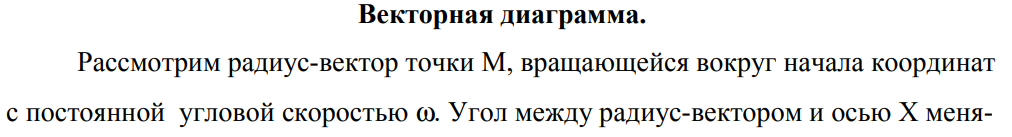 Векторная диаграмма.
Рассмотрим радиус-вектор точки М, вращающейся вокруг начала координат
с постоянной угловой скоростью ω. Угол между радиус-вектором и осью X меня-